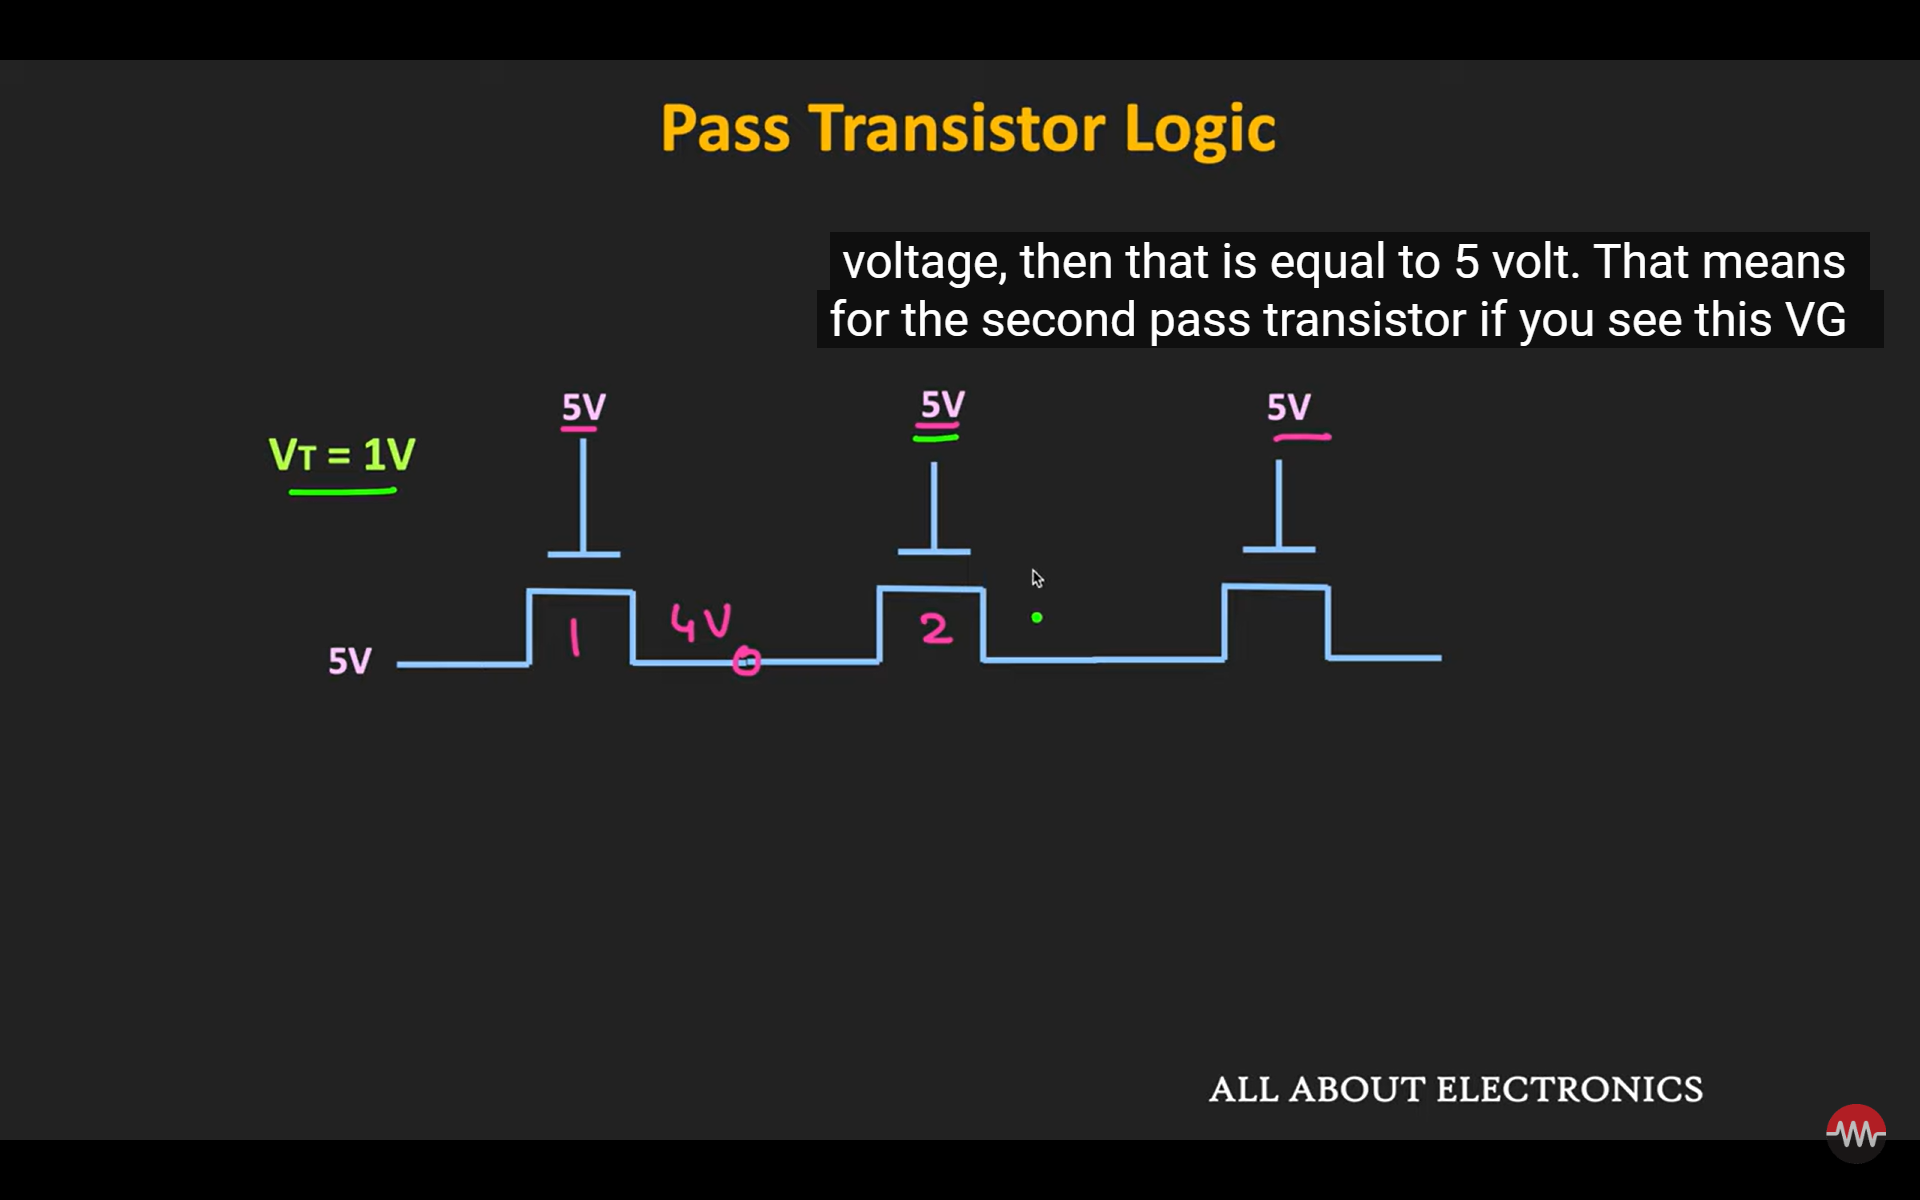 Pass Transistor Logic
voltage, then that is equal to 5 volt. That means
for the second pass transistor if you see this VG
5V
5V
5V
VT = 1V
4V
1
2
5V
ALL ABOUT ELECTRONICS